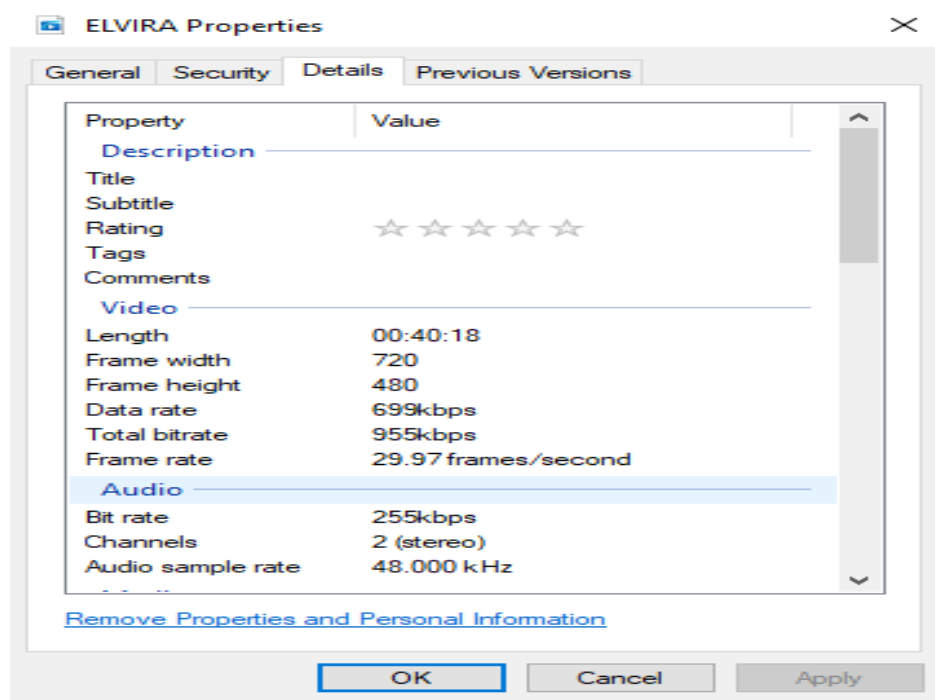 ELVIRA Properties
General Security Details Previous Versions
Property Value
Description
Title
Subtitle
Rating
Tags
Comments
Video
Length 00:40:18
Frame width 720
Frame height 480
Data rate 699kbps
Total bitrate 955kbps
Frame rate 29.97 frames/second
Audio
Bit rate 255kbps
Channels 2 (stereo)
Audio sample rate 48.000 kHz
Remove Properties and Personal Information
OK Cancel Apply